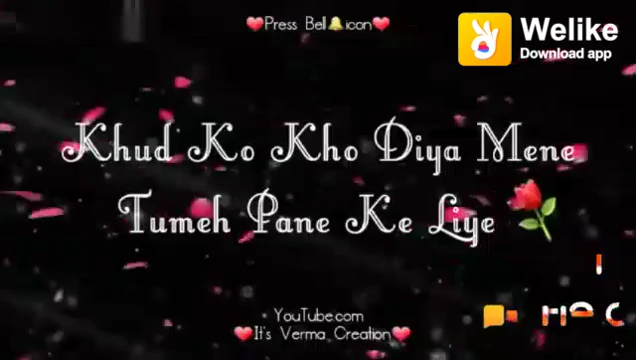 ❤Press Bell🔔icon❤
Welike
Download app
Khud Ko Kho Diya Mene
Tumeh Pane Ke Liye 🌹
YouTube.com
❤It's Verma Creation❤